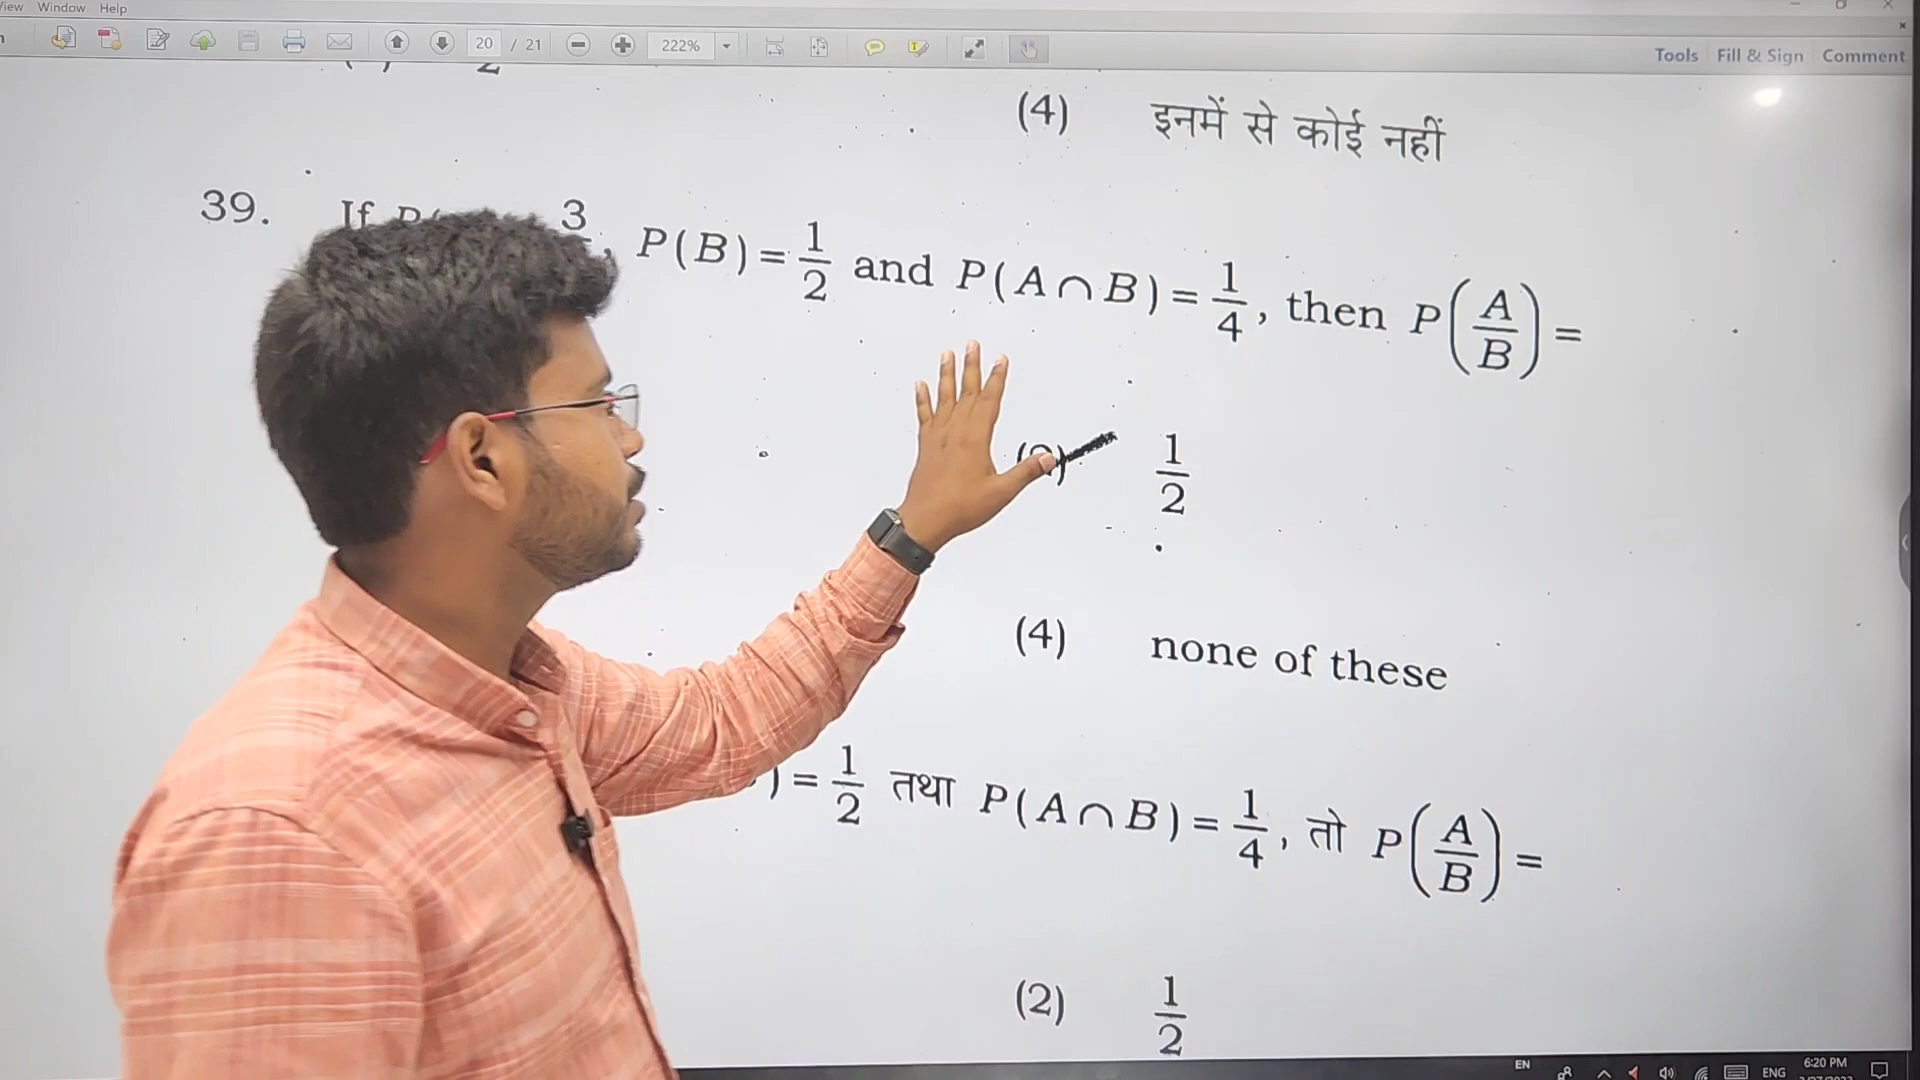 View Window Help
20 / 21 222% Tools Fill & Sign Comment
(4) इनमें से कोई नहीं
39. If 3, P(B)=1/2 and P(A∩B)=1/4, then P(A/B)=
1/2
(4) none of these
)=1/2 तथा P(A∩B)=1/4, तो P(A/B)=
(2) 1/2
EN ENG 6:20 PM